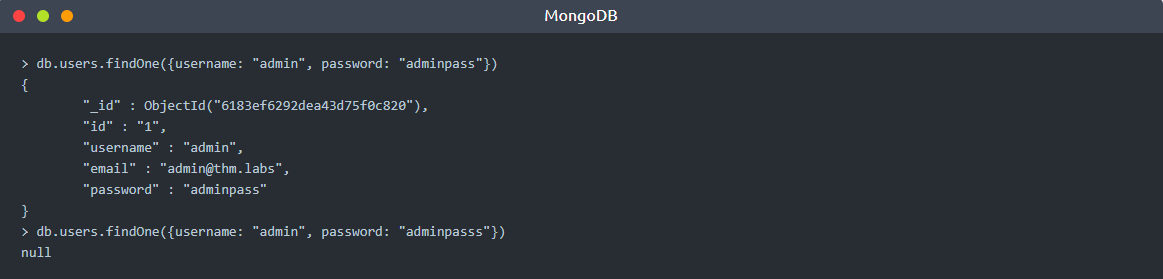 MongoDB
> db.users.findOne({username: "admin", password: "adminpass"})
{
        "_id" : ObjectId("6183ef6292dea43d75f0c820"),
        "id" : "1",
        "username" : "admin",
        "email" : "admin@thm.labs",
        "password" : "adminpass"
}
> db.users.findOne({username: "admin", password: "adminpasss"})
null